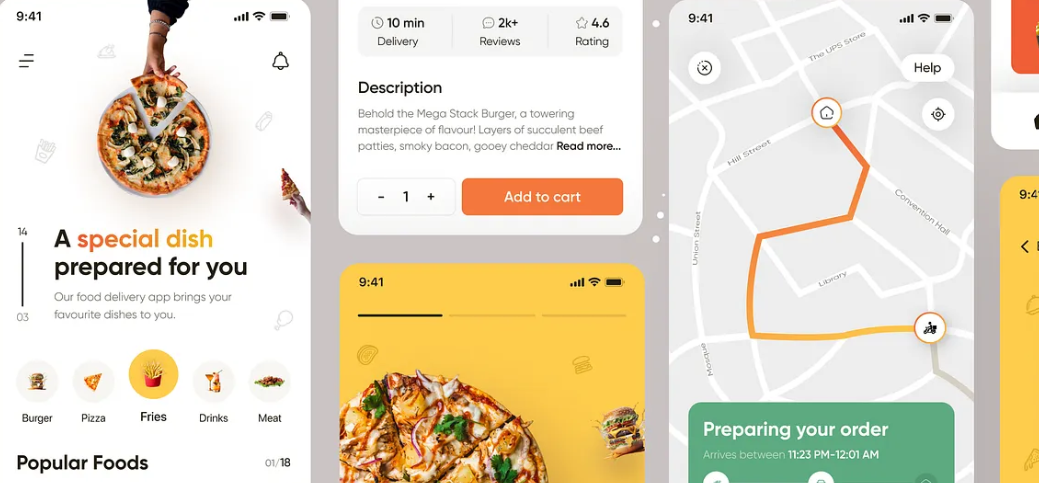 9:41
A special dish
prepared for you
14
03
Our food delivery app brings your
favourite dishes to you.
Burger
Pizza
Fries
Drinks
Meat
Popular Foods
01/18
10 min
Delivery
2k+
Reviews
4.6
Rating
Description
Behold the Mega Stack Burger, a towering
masterpiece of flavour! Layers of succulent beef
patties, smoky bacon, gooey cheddar Read more...
- 1 +
Add to cart
9:41
9:41
The UPS Store
Help
Hill Street
Convention Hall
Union Street
Library
Mosque
Preparing your order
Arrives between 11:23 PM-12:01 AM